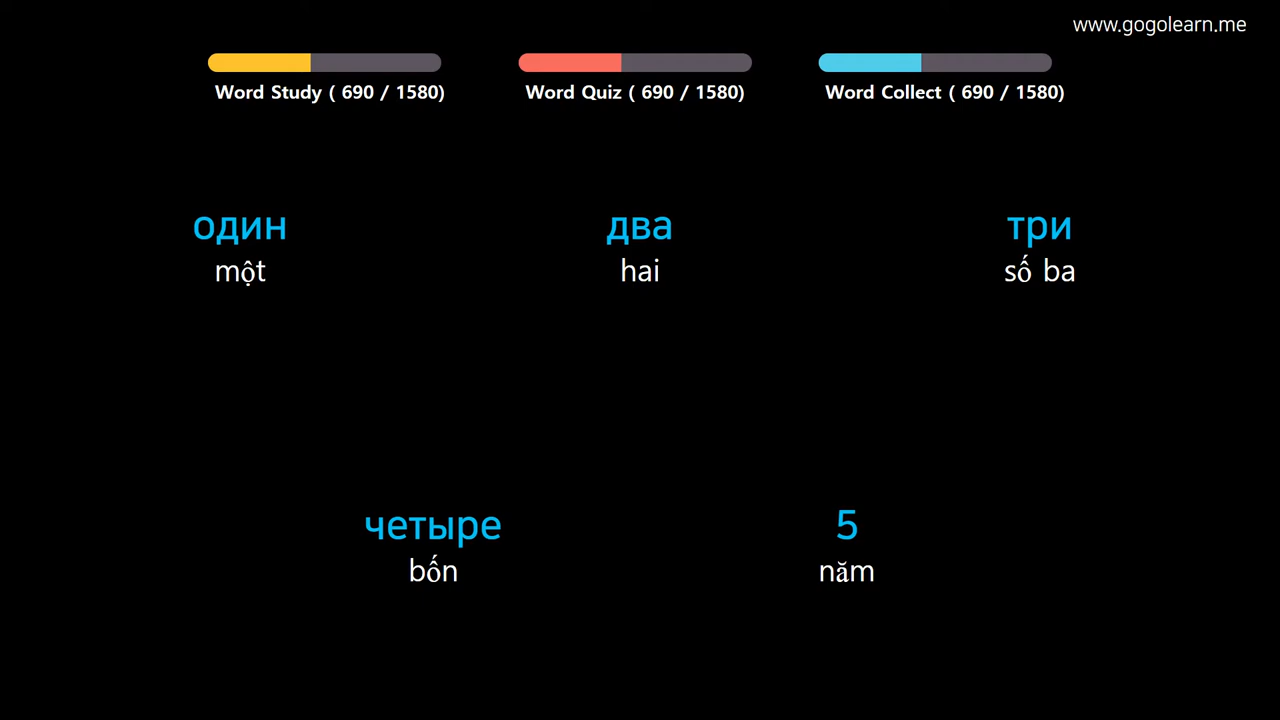 www.gogolearn.me
Word Study ( 690 / 1580)
Word Quiz ( 690 / 1580)
Word Collect ( 690 / 1580)
один
một
два
hai
три
số ba
четыре
bốn
5
năm